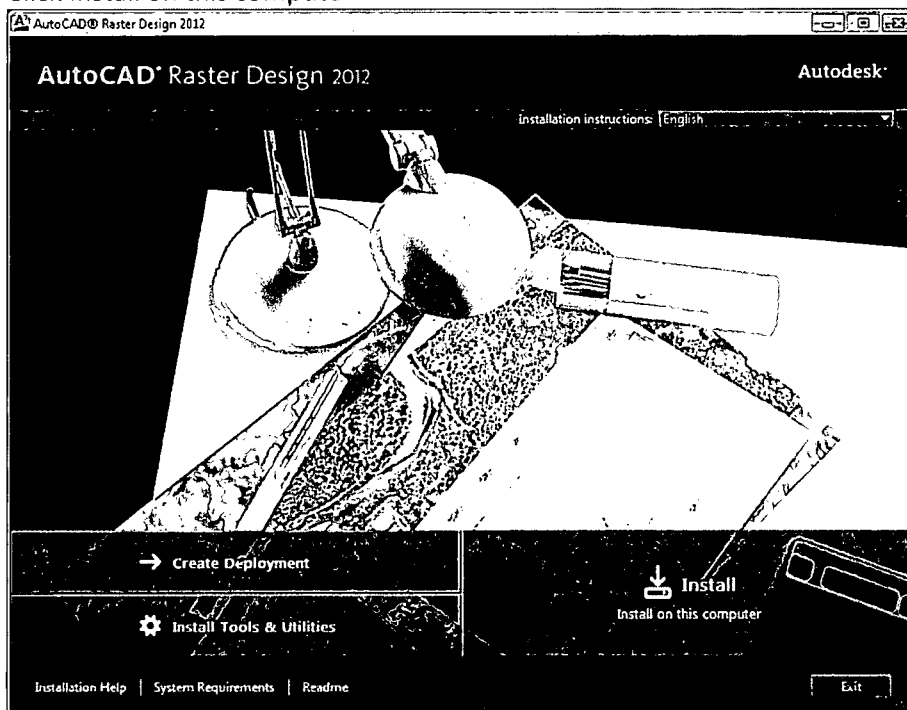 AutoCAD® Raster Design 2012
AutoCAD® Raster Design 2012
Autodesk®
Installation instructions: English
Create Deployment
Install Tools & Utilities
Install
Install on this computer
Installation Help | System Requirements | Readme
Exit